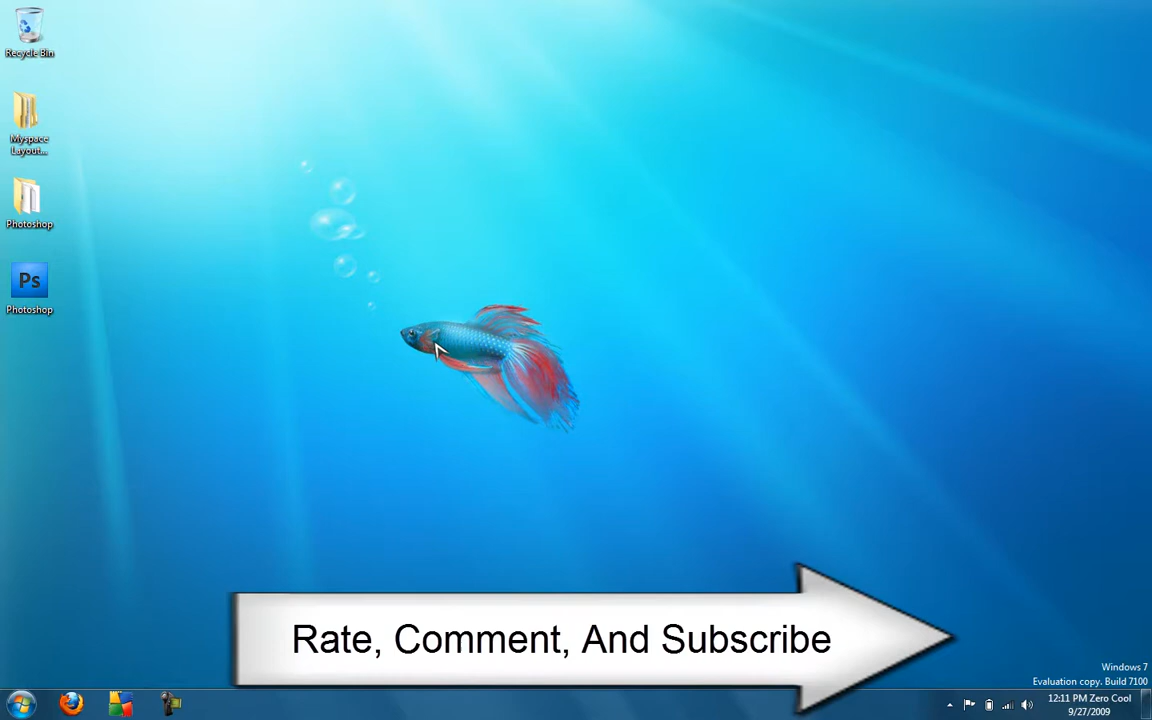 Recycle Bin
Myspace
Layout...
Photoshop
Ps
Photoshop
Rate, Comment, And Subscribe
Windows 7
Evaluation copy. Build 7100
12:11 PM Zero Cool
9/27/2009